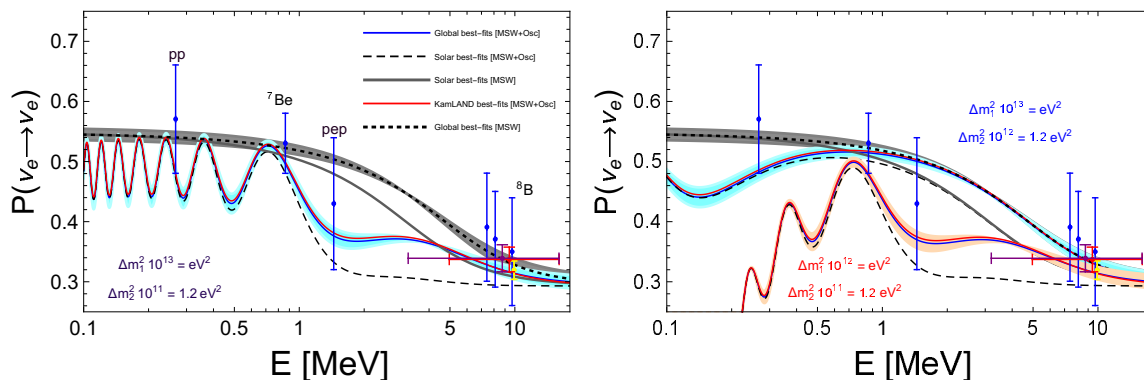 P(νe→νe)
0.7
0.6
0.5
0.4
0.3
0.1
0.5
1
5
10
E [MeV]
Global best-fits [MSW+Osc]
Solar best-fits [MSW+Osc]
Solar best-fits [MSW]
KamLAND best-fits [MSW+Osc]
Global best-fits [MSW]
pp
⁷Be
pep
⁸B
Δm₁² 10¹³ = eV²
Δm₂² 10¹¹ = 1.2 eV²
P(νe→νe)
0.7
0.6
0.5
0.4
0.3
0.1
0.5
1
5
10
E [MeV]
Δm₁² 10¹³ = eV²
Δm₂² 10¹² = 1.2 eV²
Δm₁² 10¹² = eV²
Δm₂² 10¹¹ = 1.2 eV²